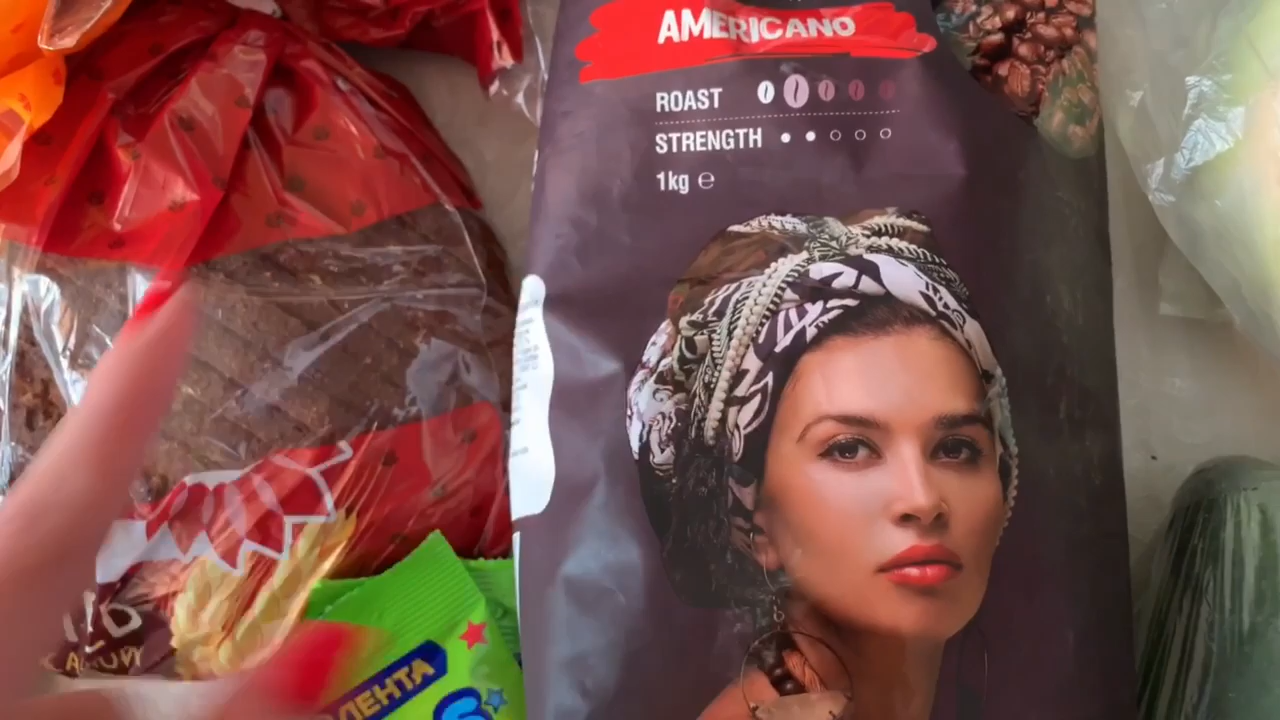 AMERICANO
ROAST
STRENGTH
1kg ℮
ЛЕНТА